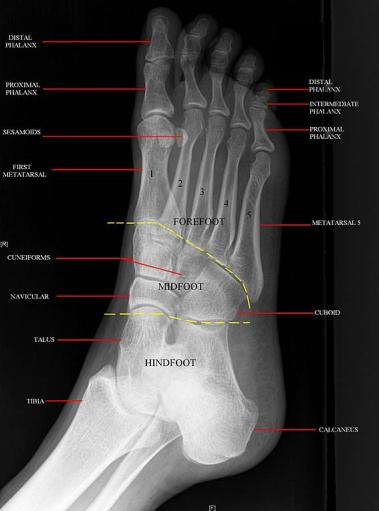 DISTAL
PHALANX
PROXIMAL
PHALANX
SESAMOIDS
FIRST
METATARSAL
[R]
CUNEIFORMS
NAVICULAR
TALUS
TIBIA
1
2
3
4
5
FOREFOOT
MIDFOOT
HINDFOOT
DISTAL
PHALANX
INTERMEDIATE
PHALANX
PROXIMAL
PHALANX
METATARSAL 5
CUBOID
CALCANEUS
[F]